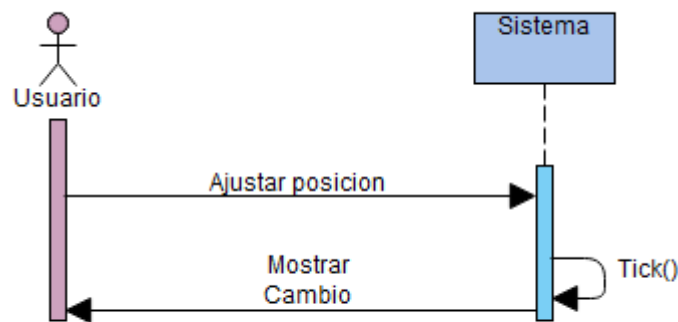 Sistema
Usuario
Ajustar posicion
Mostrar
Cambio
Tick()